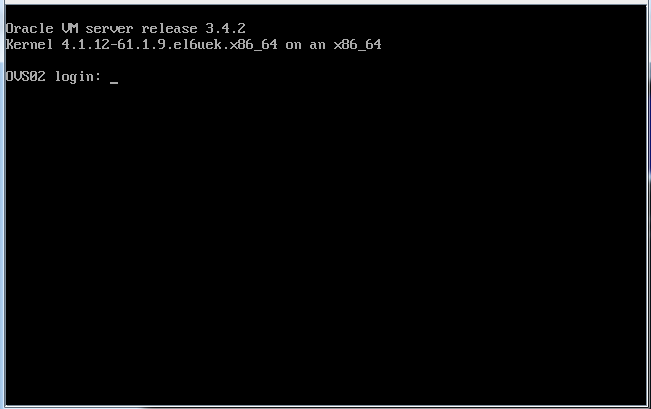 Oracle VM server release 3.4.2
Kernel 4.1.12-61.1.9.el6uek.x86_64 on an x86_64
OVS02 login: _